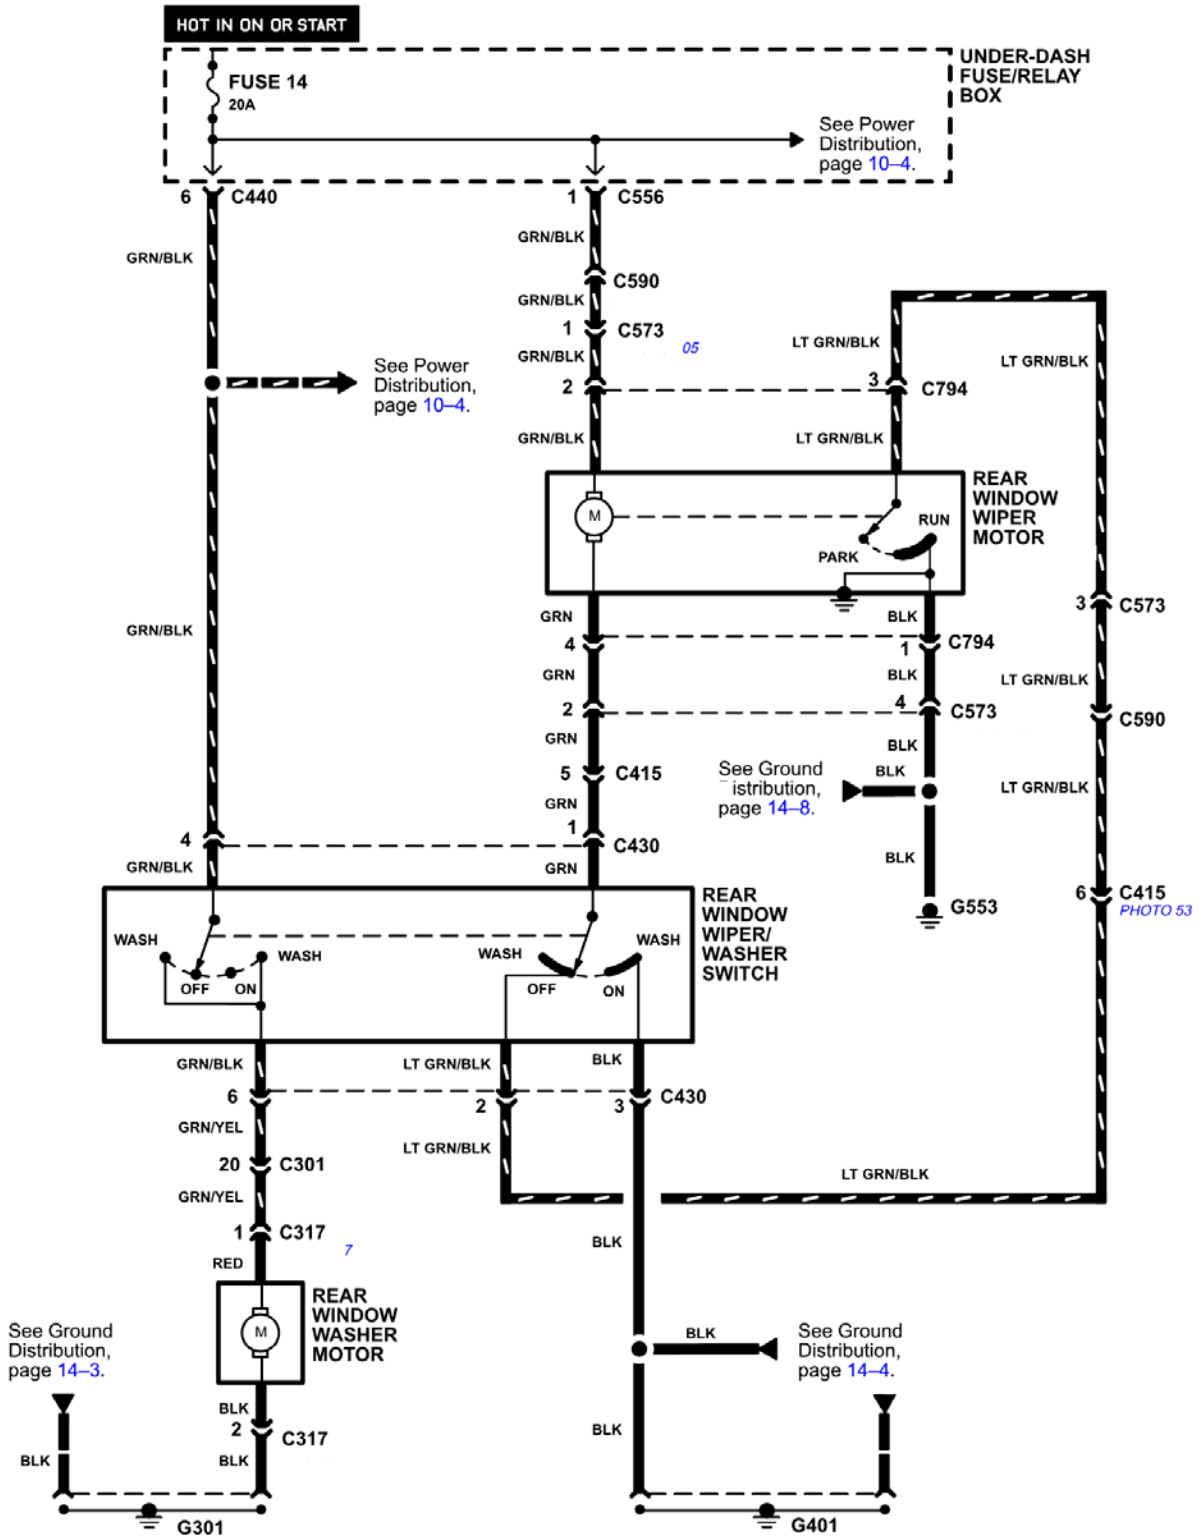 HOT IN ON OR START
UNDER-DASH
FUSE/RELAY
BOX
FUSE 14
20A
See Power
Distribution,
page 10–4.
6 C440
1 C556
GRN/BLK
GRN/BLK
C590
GRN/BLK
1 C573
05
GRN/BLK
LT GRN/BLK
LT GRN/BLK
See Power
Distribution,
page 10–4.
2
3 C794
GRN/BLK
LT GRN/BLK
REAR
WINDOW
WIPER
MOTOR
M
RUN
PARK
3 C573
GRN
BLK
GRN/BLK
4
1 C794
GRN
BLK
LT GRN/BLK
2
4 C573
C590
GRN
BLK
See Ground
istribution,
page 14–8.
BLK
5 C415
LT GRN/BLK
GRN
4
1 C430
GRN/BLK
GRN
BLK
6 C415
PHOTO 53
G553
REAR
WINDOW
WIPER/
WASHER
SWITCH
WASH
WASH
OFF
ON
WASH
WASH
OFF
ON
GRN/BLK
LT GRN/BLK
BLK
6
2
3 C430
GRN/YEL
LT GRN/BLK
20 C301
LT GRN/BLK
GRN/YEL
1 C317
7
BLK
RED
REAR
WINDOW
WASHER
MOTOR
M
See Ground
Distribution,
page 14–3.
BLK
See Ground
Distribution,
page 14–4.
BLK
2 C317
BLK
BLK
BLK
G301
G401